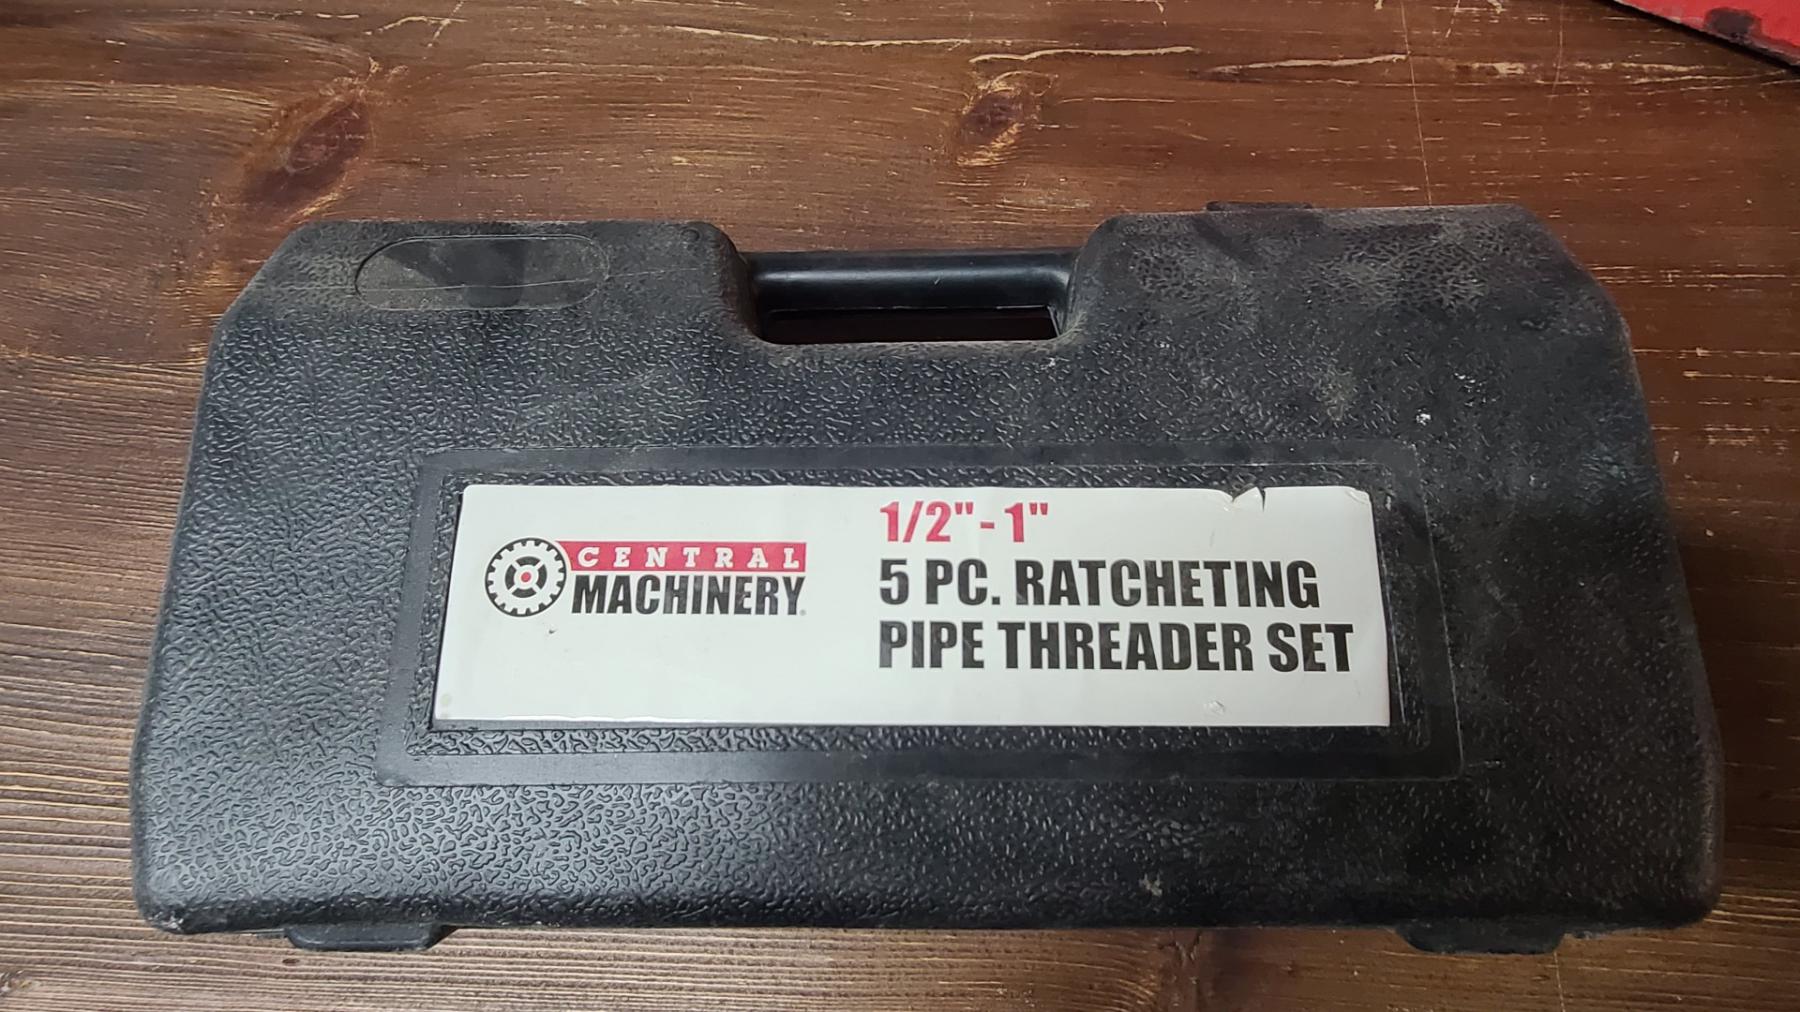 CENTRAL
MACHINERY®
1/2" - 1"
5 PC. RATCHETING
PIPE THREADER SET